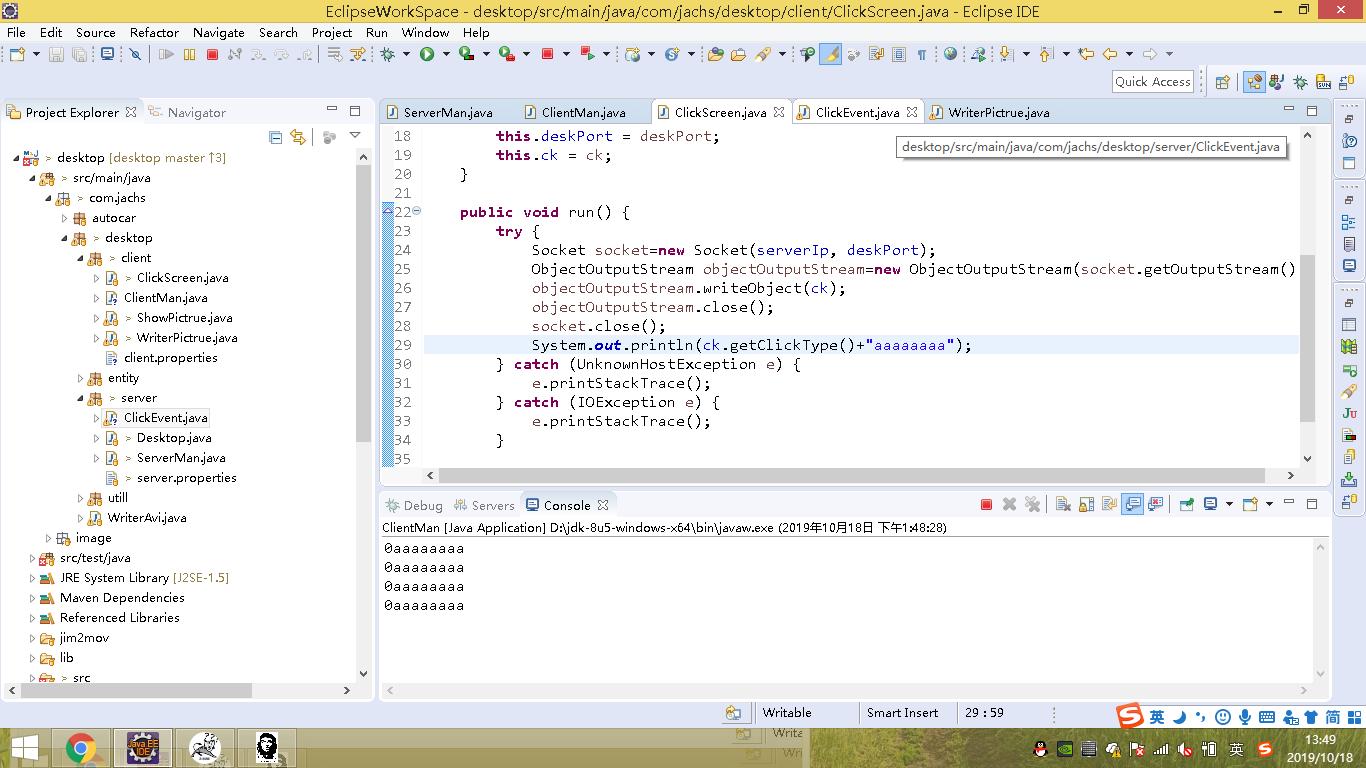 EclipseWorkSpace - desktop/src/main/java/com/jachs/desktop/client/ClickScreen.java - Eclipse IDE
File Edit Source Refactor Navigate Search Project Run Window Help
Quick Access
Project Explorer
Navigator
> desktop [desktop master ↑3]
> src/main/java
> com.jachs
autocar
> desktop
> client
> ClickScreen.java
ClientMan.java
> ShowPictrue.java
> WriterPictrue.java
client.properties
entity
> server
ClickEvent.java
> Desktop.java
> ServerMan.java
> server.properties
utill
WriterAvi.java
image
src/test/java
JRE System Library [J2SE-1.5]
Maven Dependencies
Referenced Libraries
jim2mov
lib
> src
ServerMan.java
ClientMan.java
ClickScreen.java
ClickEvent.java
WriterPictrue.java
desktop/src/main/java/com/jachs/desktop/server/ClickEvent.java
18 this.deskPort = deskPort;
19 this.ck = ck;
20 }
21
22 public void run() {
23 try {
24 Socket socket=new Socket(serverIp, deskPort);
25 ObjectOutputStream objectOutputStream=new ObjectOutputStream(socket.getOutputStream()
26 objectOutputStream.writeObject(ck);
27 objectOutputStream.close();
28 socket.close();
29 System.out.println(ck.getClickType()+"aaaaaaaa");
30 } catch (UnknownHostException e) {
31 e.printStackTrace();
32 } catch (IOException e) {
33 e.printStackTrace();
34 }
35
Debug Servers Console
ClientMan [Java Application] D:\jdk-8u5-windows-x64\bin\javaw.exe (2019年10月18日 下午1:48:28)
0aaaaaaaa
0aaaaaaaa
0aaaaaaaa
0aaaaaaaa
Writable Smart Insert 29 : 59
英 简
Java EE
IDE
英
13:49
2019/10/18